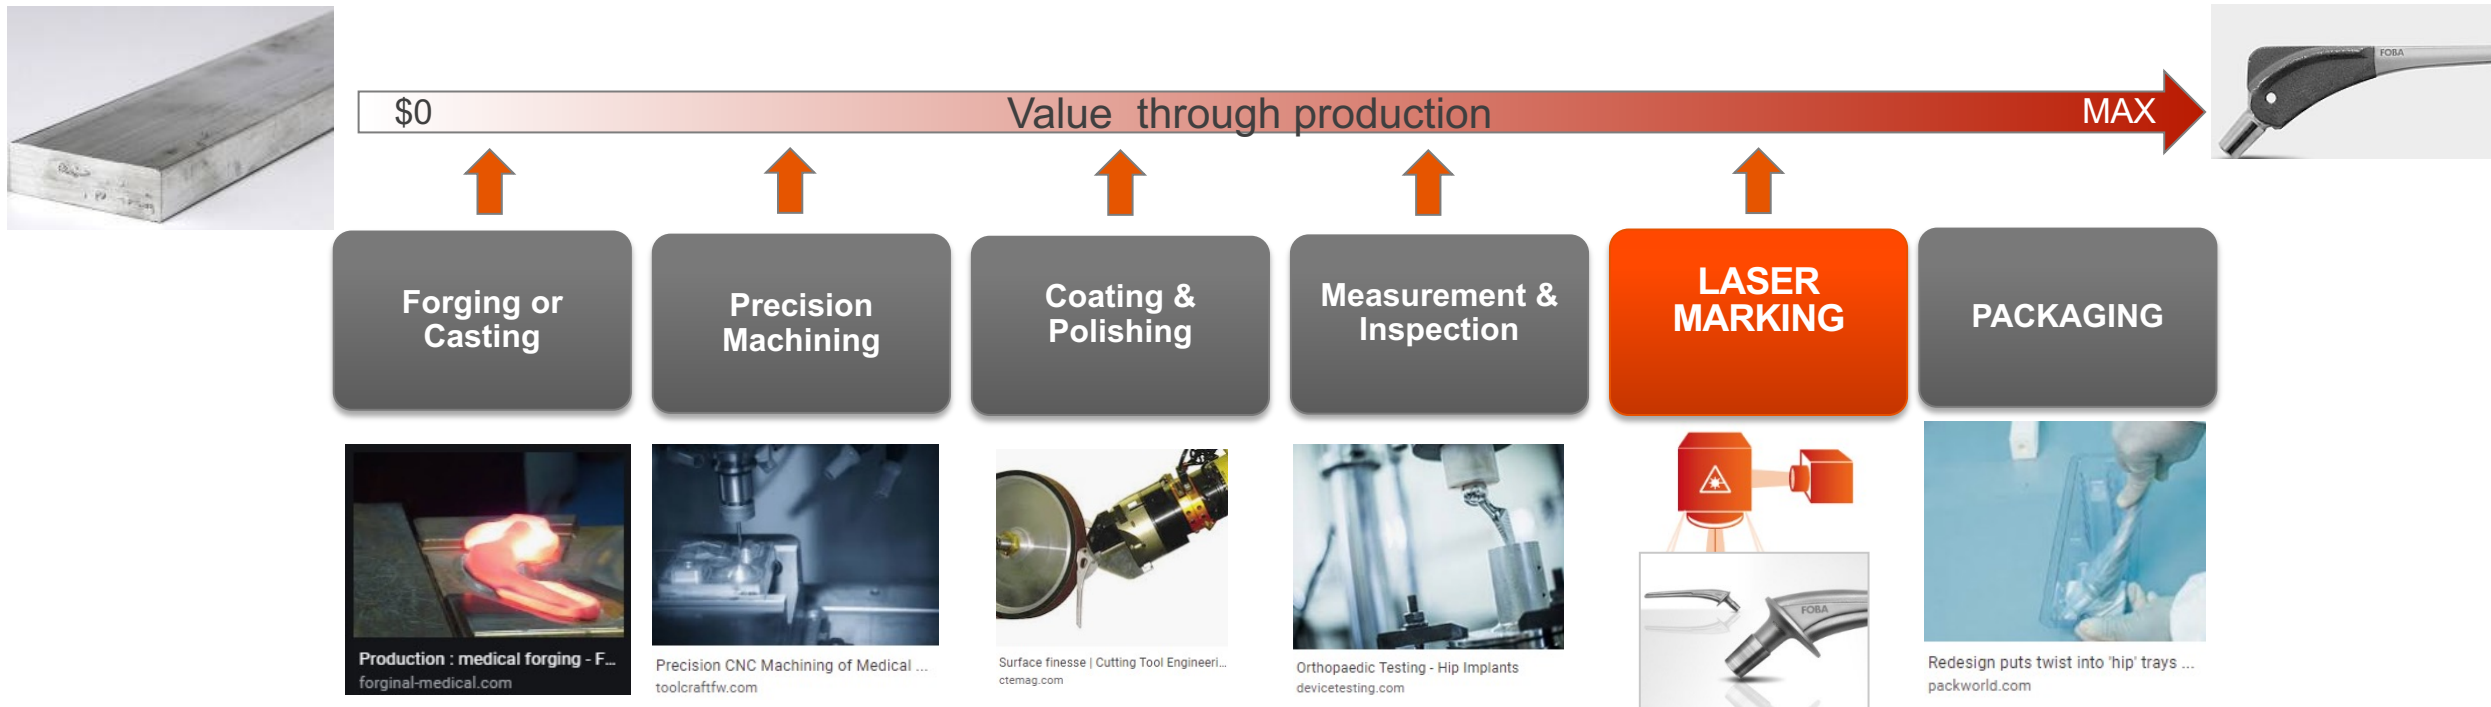 FOBA
$0
Value through production
MAX
Forging or
Casting
Precision
Machining
Coating &
Polishing
Measurement &
Inspection
LASER
MARKING
PACKAGING
FOBA
Production : medical forging - F...
forginal-medical.com
Precision CNC Machining of Medical ...
toolcraftfw.com
Surface finesse | Cutting Tool Engineeri...
ctemag.com
Orthopaedic Testing - Hip Implants
devicetesting.com
Redesign puts twist into 'hip' trays ...
packworld.com